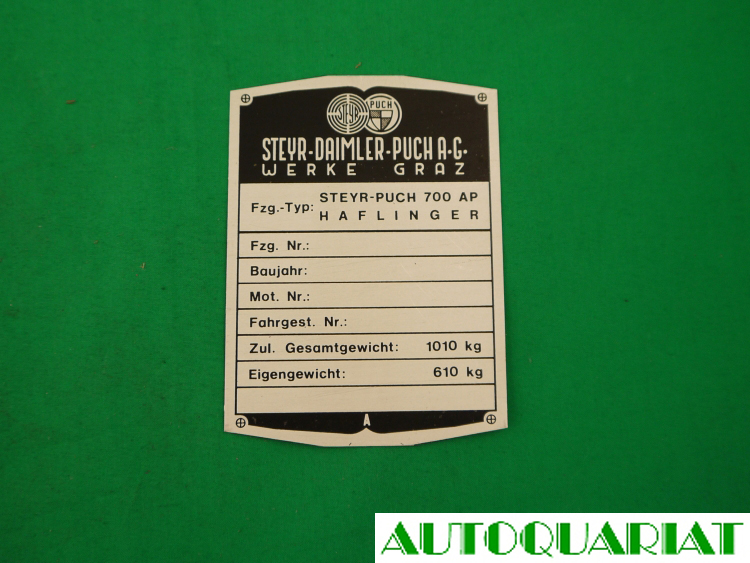 STEYR PUCH
STEYR-DAIMLER-PUCH A·G·
WERKE GRAZ
Fzg.-Typ: STEYR-PUCH 700 AP
HAFLINGER
Fzg. Nr.:
Baujahr:
Mot. Nr.:
Fahrgest. Nr.:
Zul. Gesamtgewicht: 1010 kg
Eigengewicht: 610 kg
A
AUTOQUARIAT